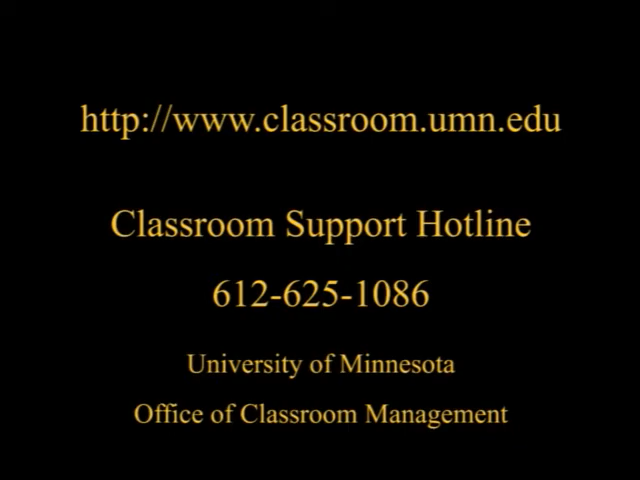 http://www.classroom.umn.edu
Classroom Support Hotline
612-625-1086
University of Minnesota
Office of Classroom Management